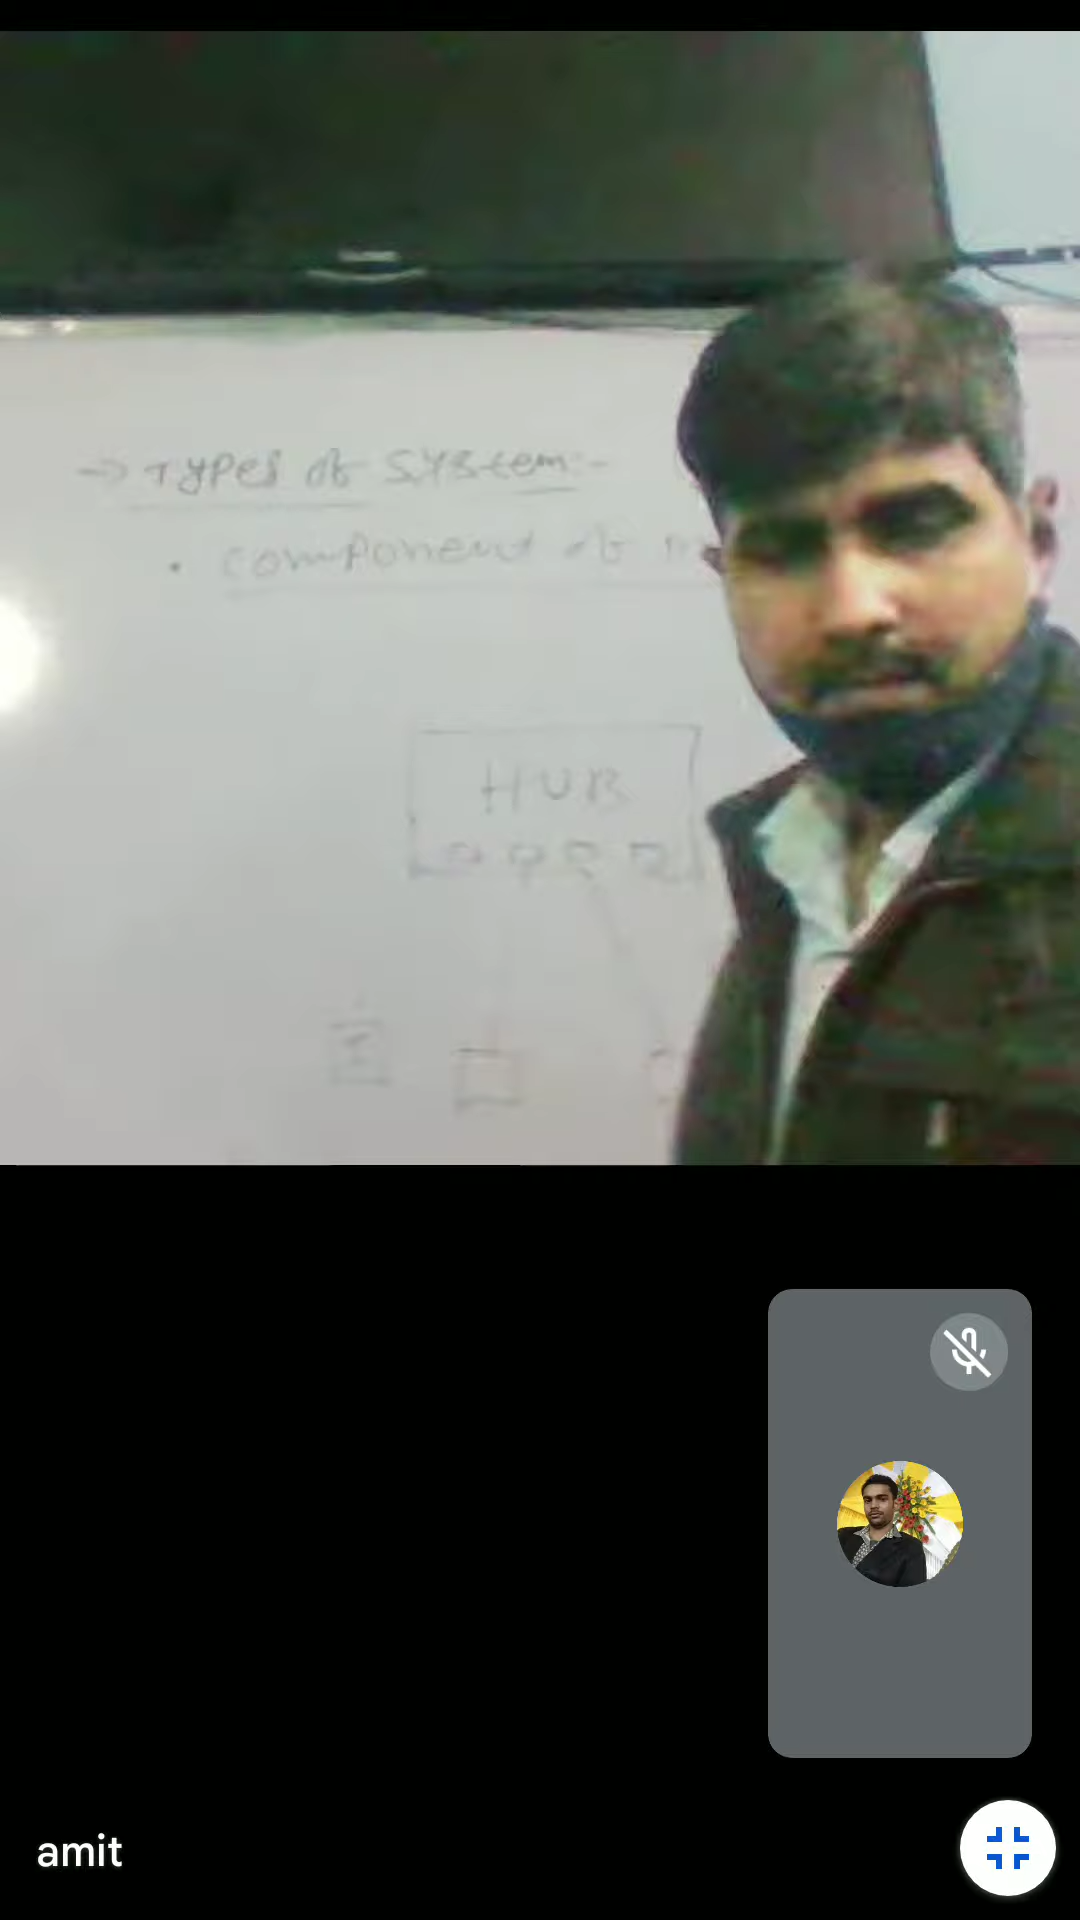 → Types of System:-
• Component of
HUB
amit